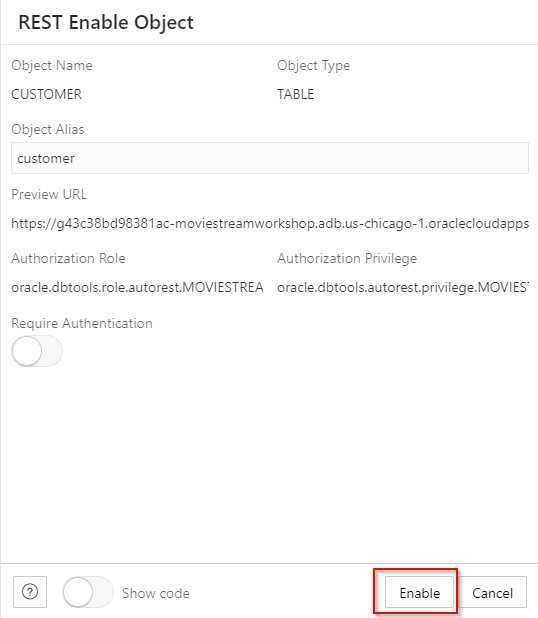 REST Enable Object
Object Name Object Type
CUSTOMER TABLE
Object Alias
customer
Preview URL
https://g43c38bd98381ac-moviestreamworkshop.adb.us-chicago-1.oraclecloudapps
Authorization Role Authorization Privilege
oracle.dbtools.role.autorest.MOVIESTREA oracle.dbtools.autorest.privilege.MOVIES
Require Authentication
? Show code Enable Cancel